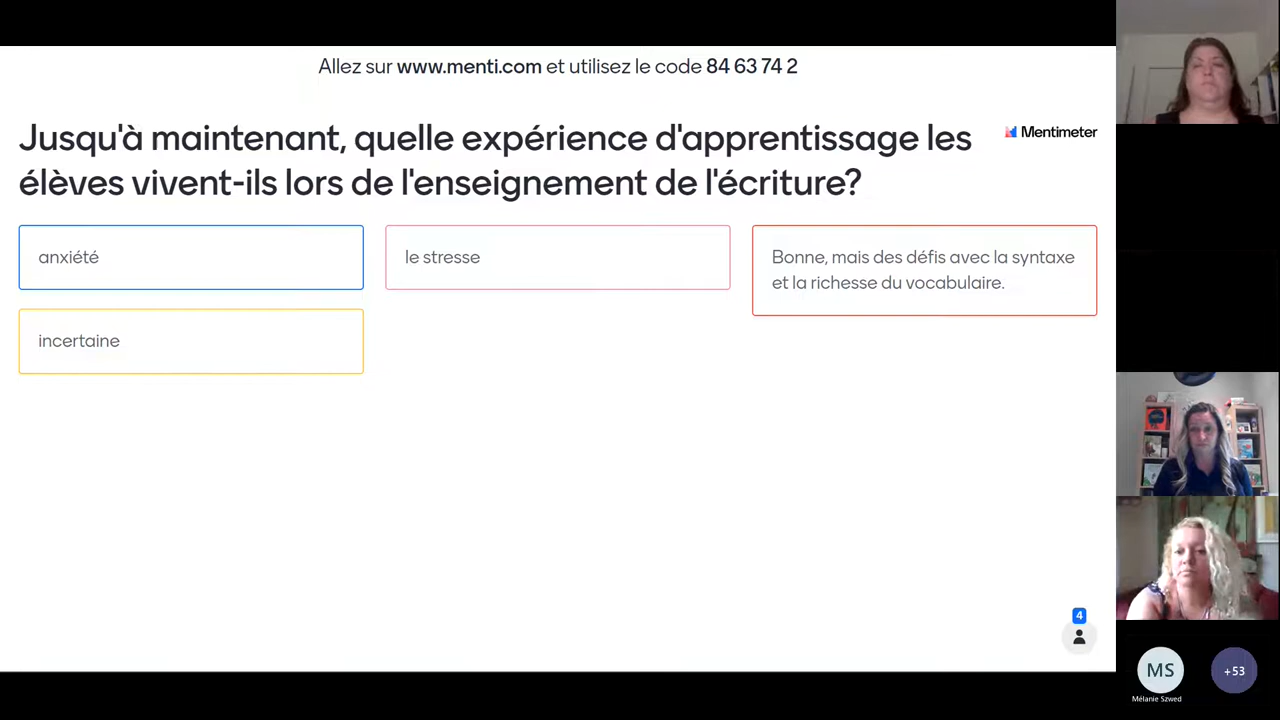 Allez sur www.menti.com et utilisez le code 84 63 74 2
Jusqu'à maintenant, quelle expérience d'apprentissage les
élèves vivent-ils lors de l'enseignement de l'écriture?
Mentimeter
anxiété
le stresse
Bonne, mais des défis avec la syntaxe
et la richesse du vocabulaire.
incertaine
4
MS
Mélanie Szwed
+53